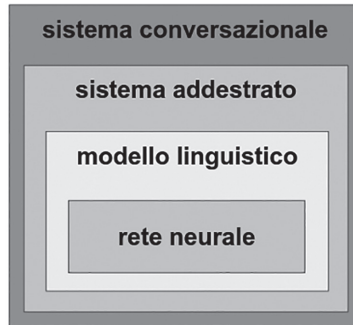 sistema conversazionale
sistema addestrato
modello linguistico
rete neurale